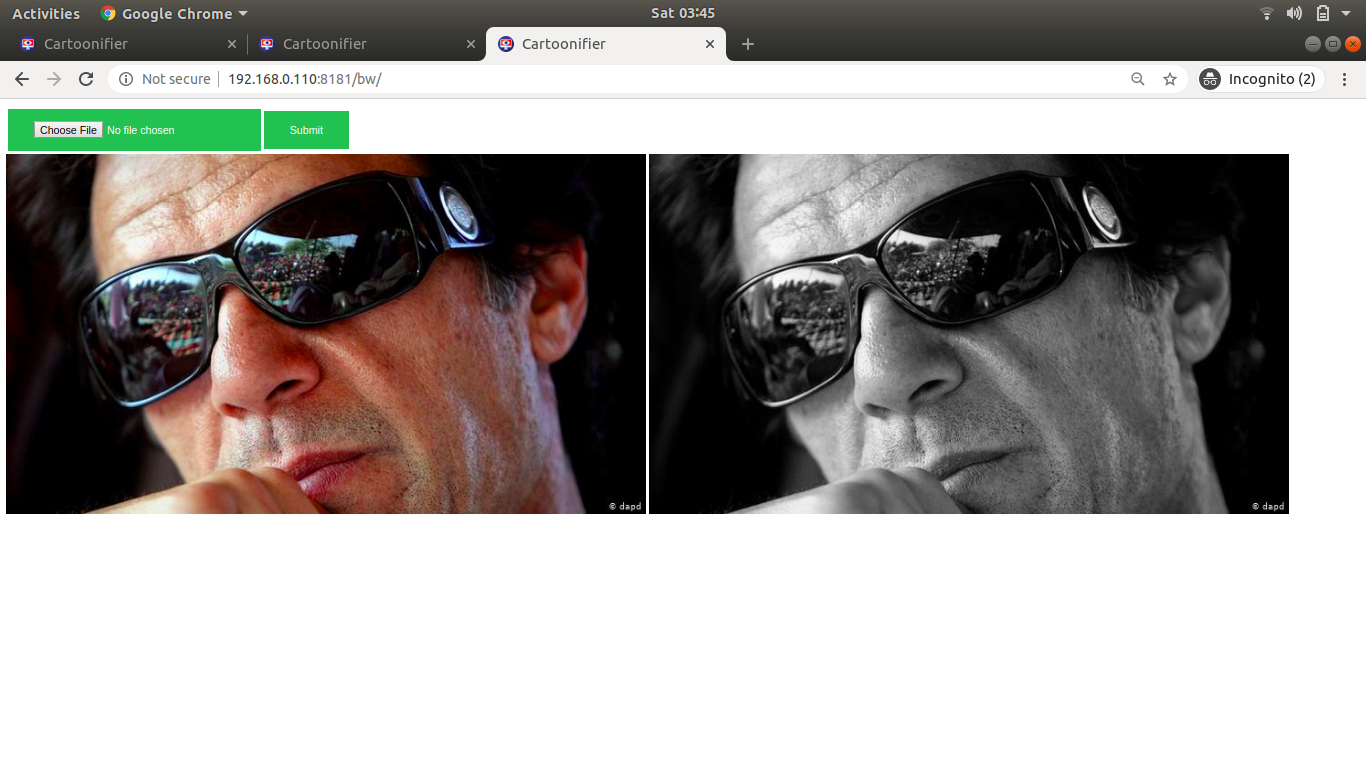 Activities Google Chrome Sat 03:45
Cartoonifier Cartoonifier Cartoonifier
Not secure 192.168.0.110:8181/bw/ Incognito (2)
Choose File No file chosen Submit
© dapd © dapd